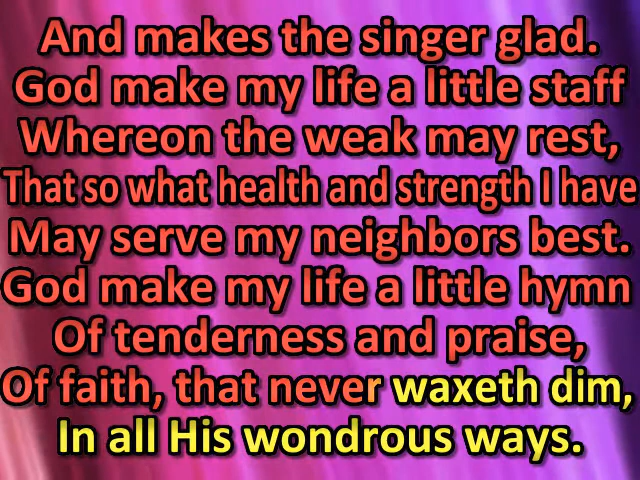 And makes the singer glad.
God make my life a little staff
Whereon the weak may rest,
That so what health and strength I have
May serve my neighbors best.
God make my life a little hymn
Of tenderness and praise,
Of faith, that never waxeth dim,
In all His wondrous ways.